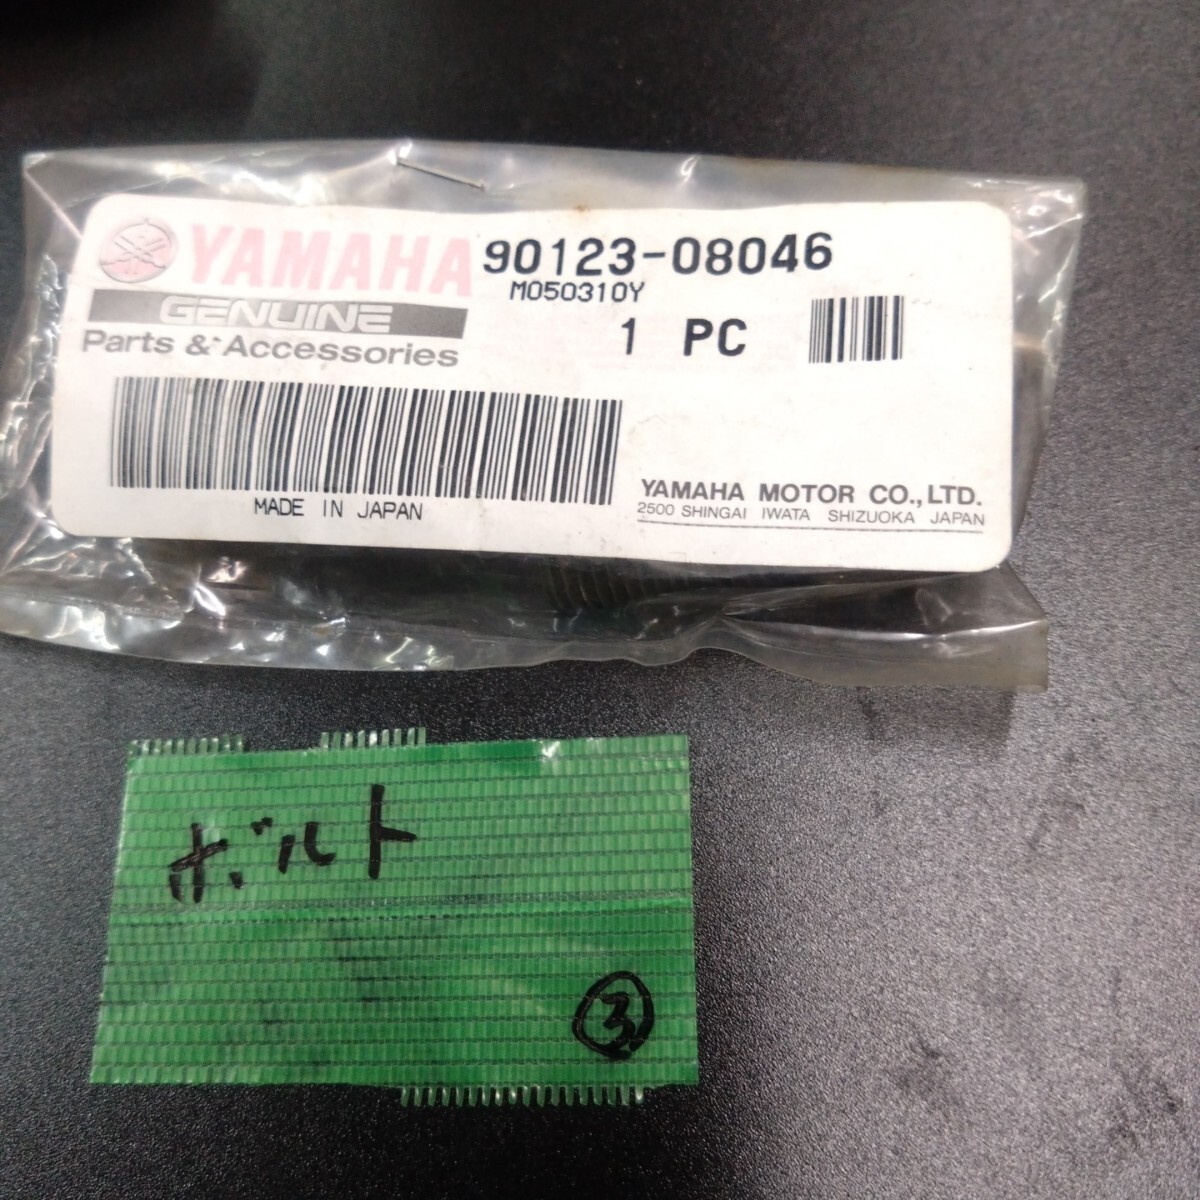 YAMAHA
GENUINE
Parts & Accessories
90123-08046
M050310Y
1 PC
MADE IN JAPAN
YAMAHA MOTOR CO.,LTD.
2500 SHINGAI IWATA SHIZUOKA JAPAN
ボルト
③